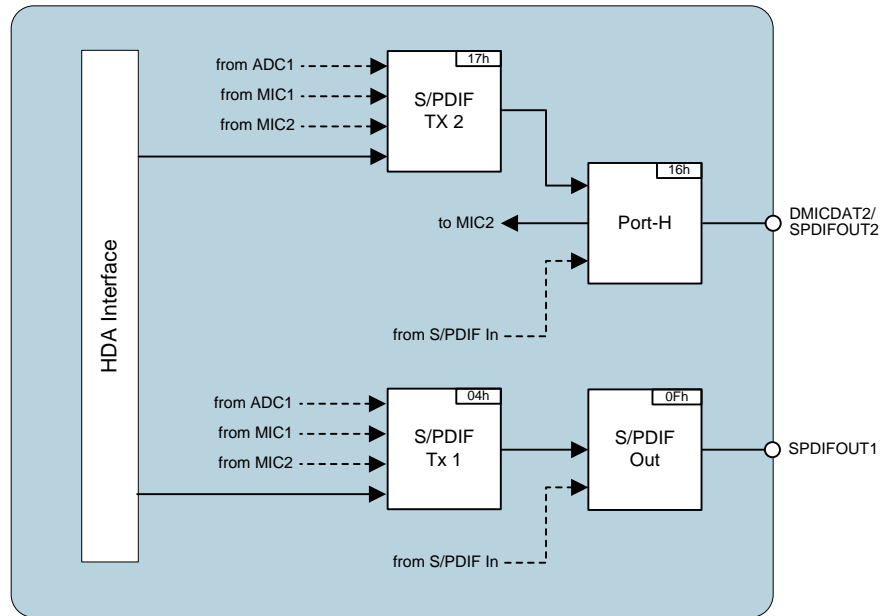 from ADC1
from MIC1
from MIC2
17h
S/PDIF
TX 2
16h
Port-H
to MIC2
from S/PDIF In
DMICDAT2/
SPDIFOUT2
HDA Interface
from ADC1
from MIC1
from MIC2
04h
S/PDIF
Tx 1
0Fh
S/PDIF
Out
SPDIFOUT1
from S/PDIF In